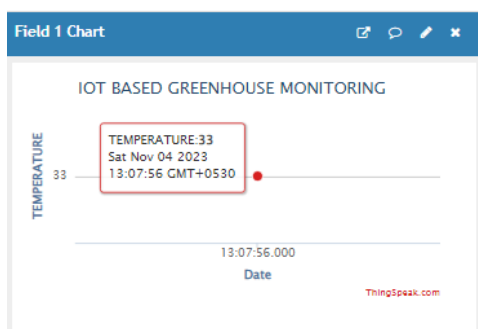 Field 1 Chart
IOT BASED GREENHOUSE MONITORING
TEMPERATURE
33
TEMPERATURE:33
Sat Nov 04 2023
13:07:56 GMT+0530
13:07:56.000
Date
ThingSpeak.com